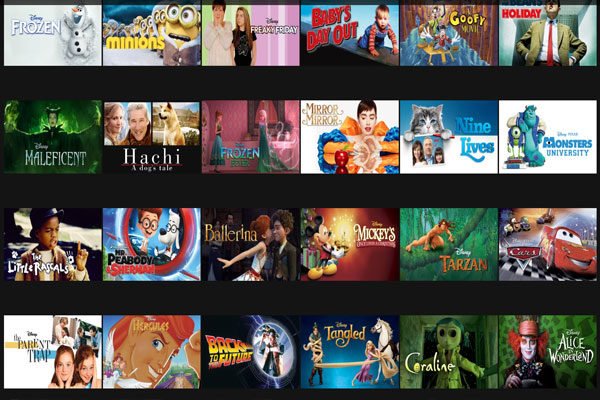 Disney
FROZEN
minions
Disney
FREAKY FRIDAY
BABY'S
DAY OUT
A GOOFY
MOVIE
HOLIDAY
Disney
MALEFICENT
Hachi
A dog's tale
Disney
FROZEN
FEVER
MIRROR
MIRROR
Nine
Lives
Disney PIXAR
MONSTERS
UNIVERSITY
The
LITTLE RASCALS
MR.
PEABODY
& SHERMAN
Ballerina
Disney
MICKEY'S
ONCE UPON A CHRISTMAS
Disney
TARZAN
Cars
Disney
the PARENT
TRAP
HERCULES
BACK
TO THE
FUTURE
Disney
Tangled
Coraline
Disney
ALICE
IN
WONDERLAND